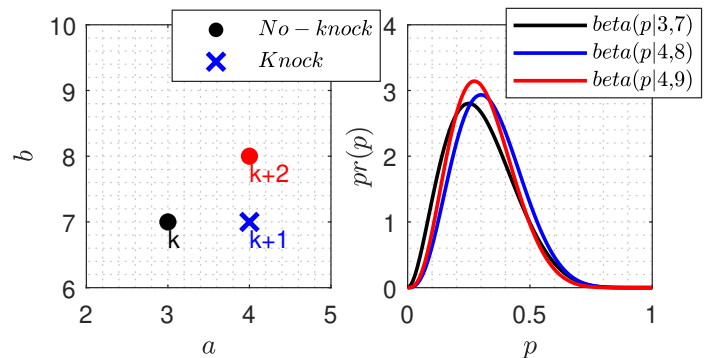 10
9
8
7
6
2
3
4
5
b
a
No-knock
Knock
k
k+1
k+2
4
3
2
1
0
0
0.5
1
pr(p)
p
beta(p|3,7)
beta(p|4,8)
beta(p|4,9)